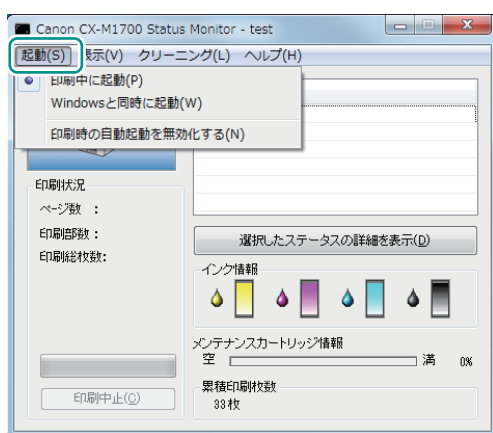 Canon CX-M1700 Status Monitor - test
起動(S) 表示(V) クリーニング(L) ヘルプ(H)
印刷中に起動(P)
Windowsと同時に起動(W)
印刷時の自動起動を無効化する(N)
印刷状況
ページ数 :
印刷部数 :
印刷総枚数:
選択したステータスの詳細を表示(D)
インク情報
メンテナンスカートリッジ情報
空 満 0%
印刷中止(C)
累積印刷枚数
33枚